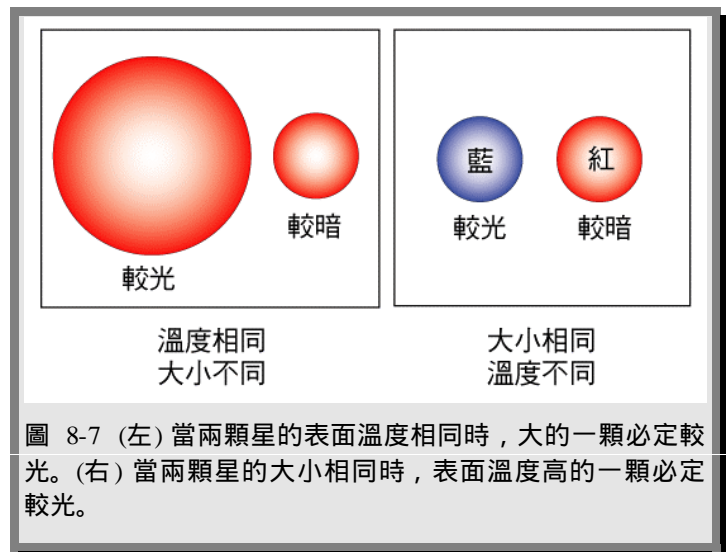 較光
較暗
溫度相同
大小不同
藍
紅
較光
較暗
大小相同
溫度不同
圖 8-7 (左) 當兩顆星的表面溫度相同時，大的一顆必定較
光。(右) 當兩顆星的大小相同時，表面溫度高的一顆必定
較光。